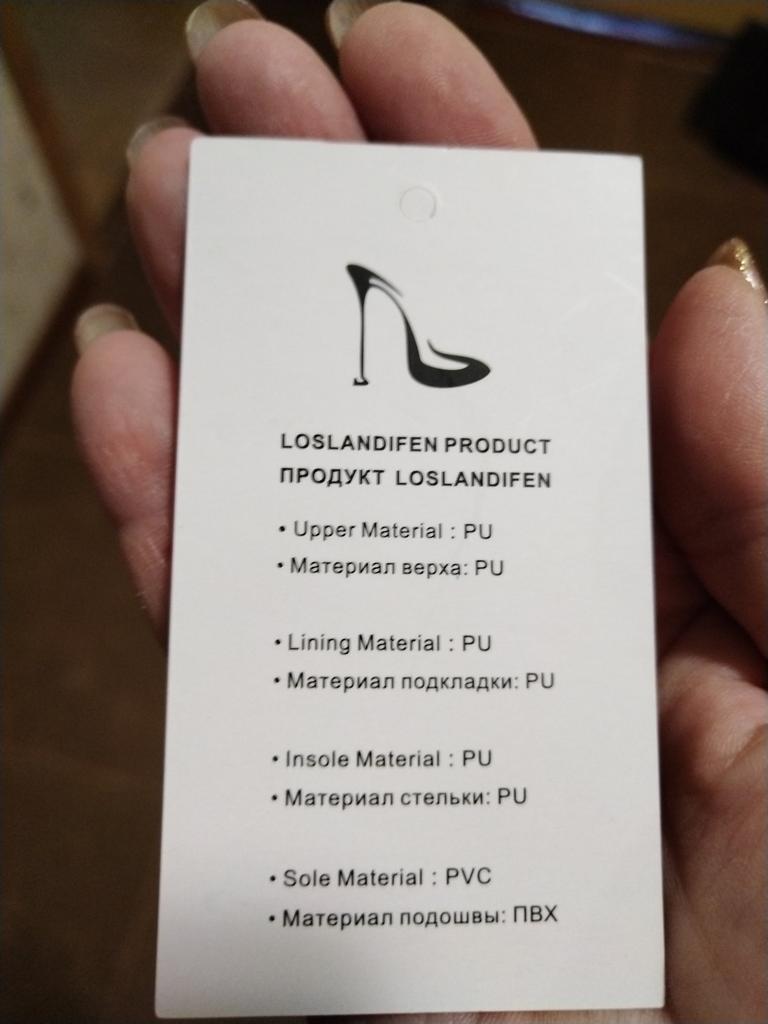 LOSLANDIFEN PRODUCT
ПРОДУКТ LOSLANDIFEN
• Upper Material : PU
• Материал верха: PU
• Lining Material : PU
• Материал подкладки: PU
• Insole Material : PU
• Материал стельки: PU
• Sole Material : PVC
• Материал подошвы: ПВХ